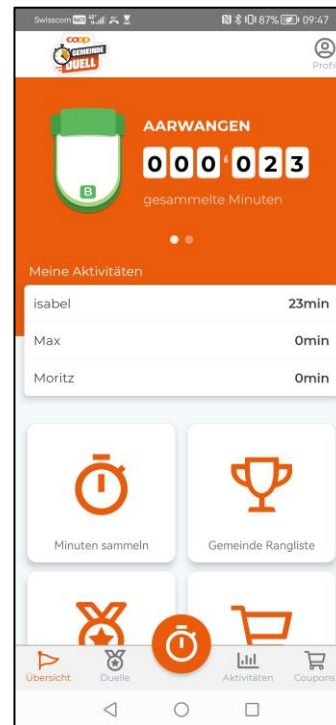 Swisscom 87% 09:47
coop
GEMEINDE
DUELL
Profil
AARWANGEN
000'023
gesammelte Minuten
B
Meine Aktivitäten
isabel 23min
Max 0min
Moritz 0min
Minuten sammeln Gemeinde Rangliste
Übersicht Duelle Aktivitäten Coupons